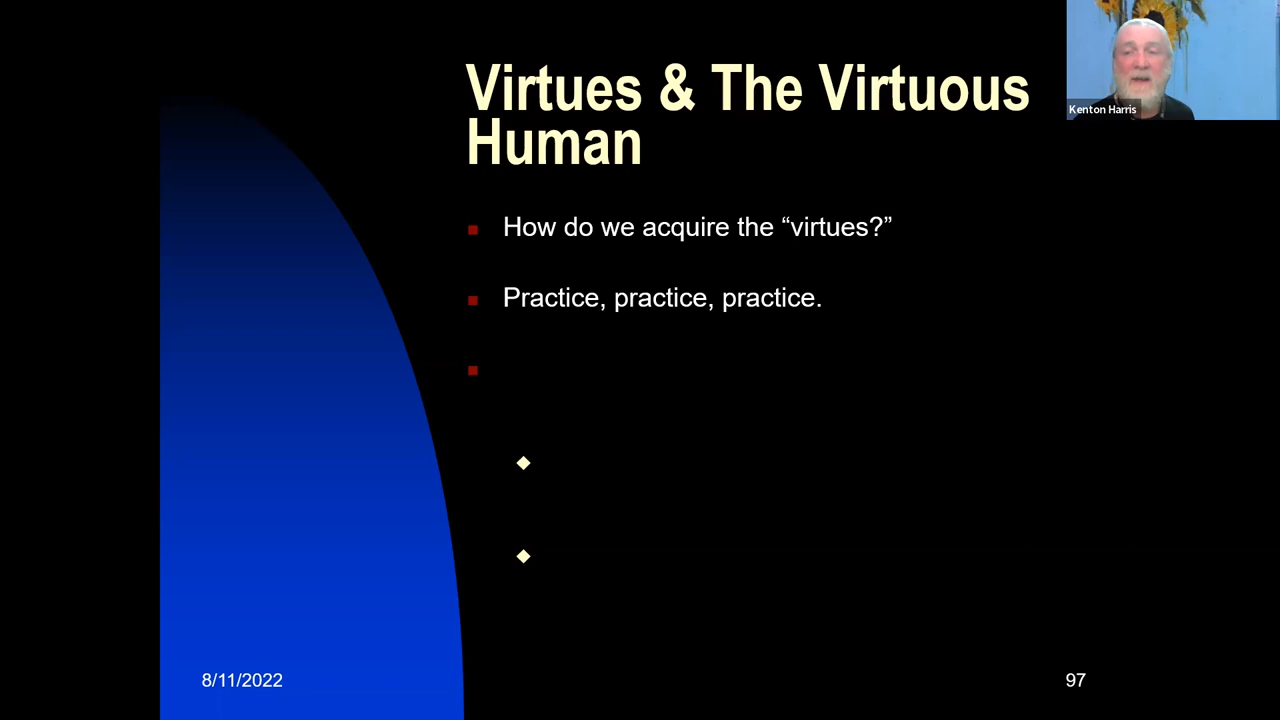 Virtues & The Virtuous
Human
Kenton Harris
How do we acquire the “virtues?”
Practice, practice, practice.
8/11/2022
97